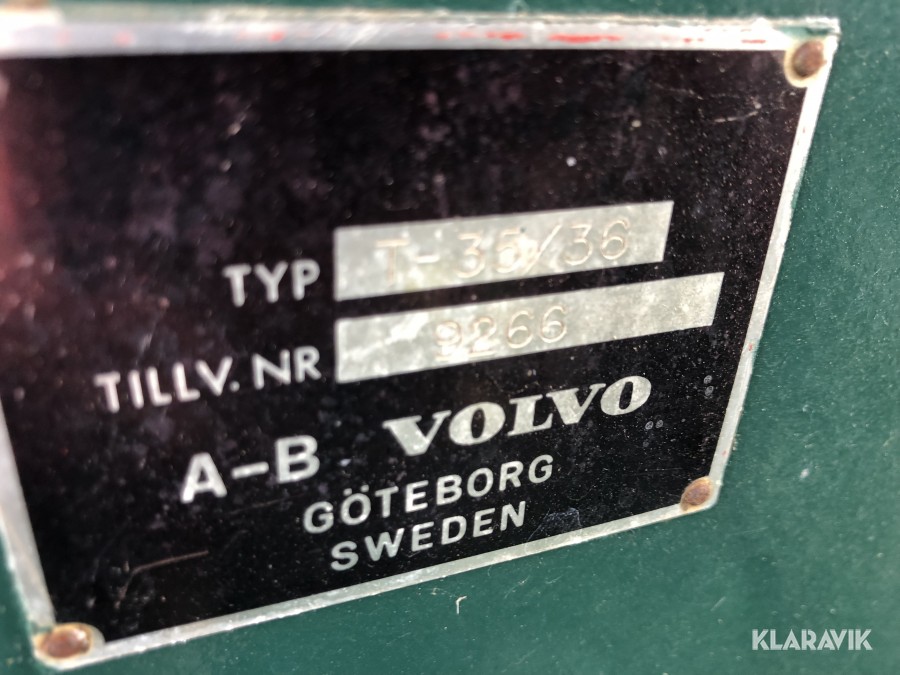 TYP T-35/36
TILLV. NR 9266
A-B VOLVO
GÖTEBORG
SWEDEN
KLARAVIK